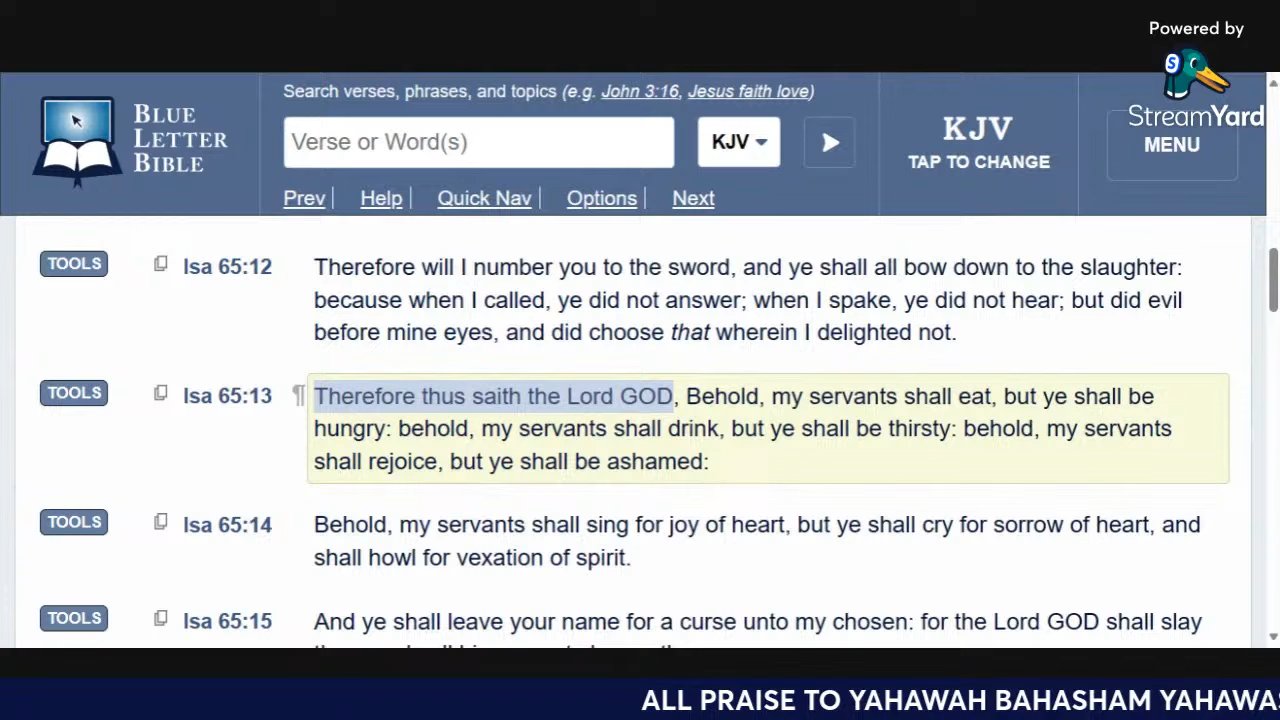 Powered by
StreamYard
BLUE
LETTER
BIBLE
Search verses, phrases, and topics (e.g. John 3:16, Jesus faith love)
Verse or Word(s)
KJV
Prev Help Quick Nav Options Next
KJV
TAP TO CHANGE
MENU
TOOLS Isa 65:12 Therefore will I number you to the sword, and ye shall all bow down to the slaughter:
because when I called, ye did not answer; when I spake, ye did not hear; but did evil
before mine eyes, and did choose that wherein I delighted not.
TOOLS Isa 65:13 ¶ Therefore thus saith the Lord GOD, Behold, my servants shall eat, but ye shall be
hungry: behold, my servants shall drink, but ye shall be thirsty: behold, my servants
shall rejoice, but ye shall be ashamed:
TOOLS Isa 65:14 Behold, my servants shall sing for joy of heart, but ye shall cry for sorrow of heart, and
shall howl for vexation of spirit.
TOOLS Isa 65:15 And ye shall leave your name for a curse unto my chosen: for the Lord GOD shall slay
ALL PRAISE TO YAHAWAH BAHASHAM YAHAWAS